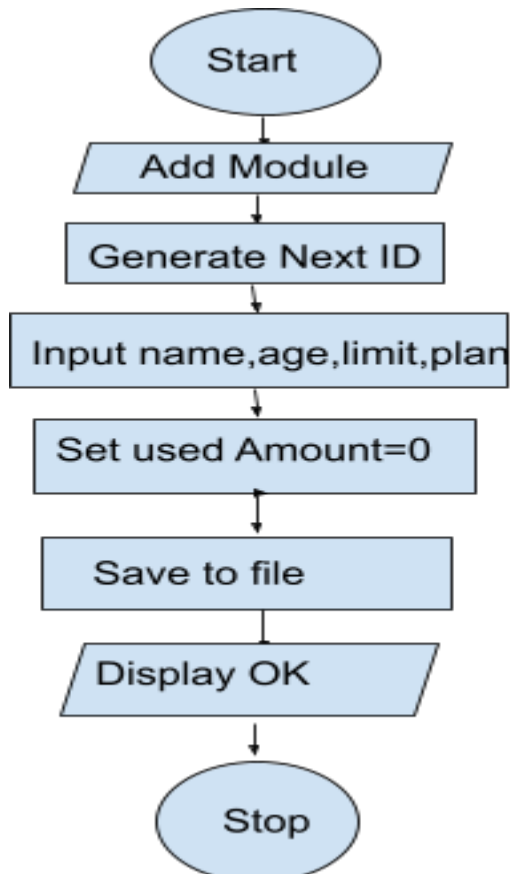 Start
Add Module
Generate Next ID
Input name,age,limit,plan
Set used Amount=0
Save to file
Display OK
Stop